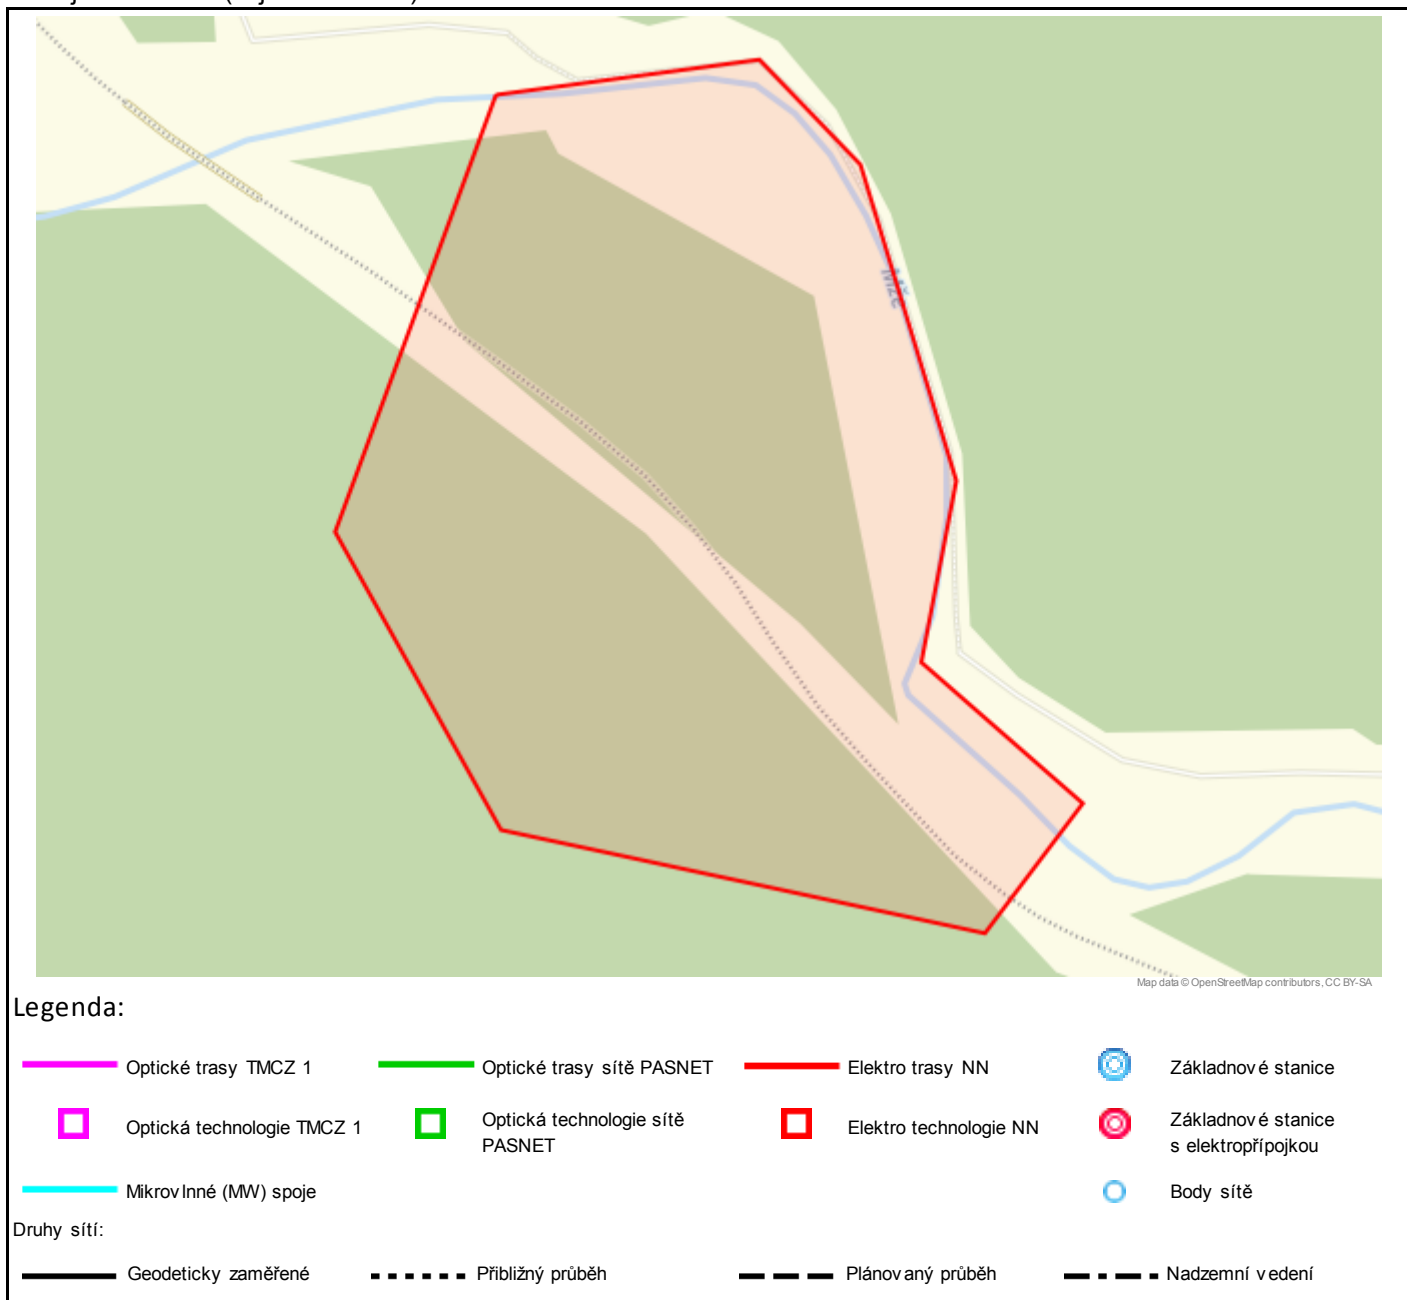 Mže
Map data © OpenStreetMap contributors, CC BY-SA
Legenda:
Optické trasy TMCZ 1
Optické trasy sítě PASNET
Elektro trasy NN
Základnové stanice
Optická technologie TMCZ 1
Optická technologie sítě
PASNET
Elektro technologie NN
Základnové stanice
s elektropřípojkou
Mikrovlnné (MW) spoje
Body sítě
Druhy sítí:
Geodeticky zaměřené
Přibližný průběh
Plánovaný průběh
Nadzemní vedení